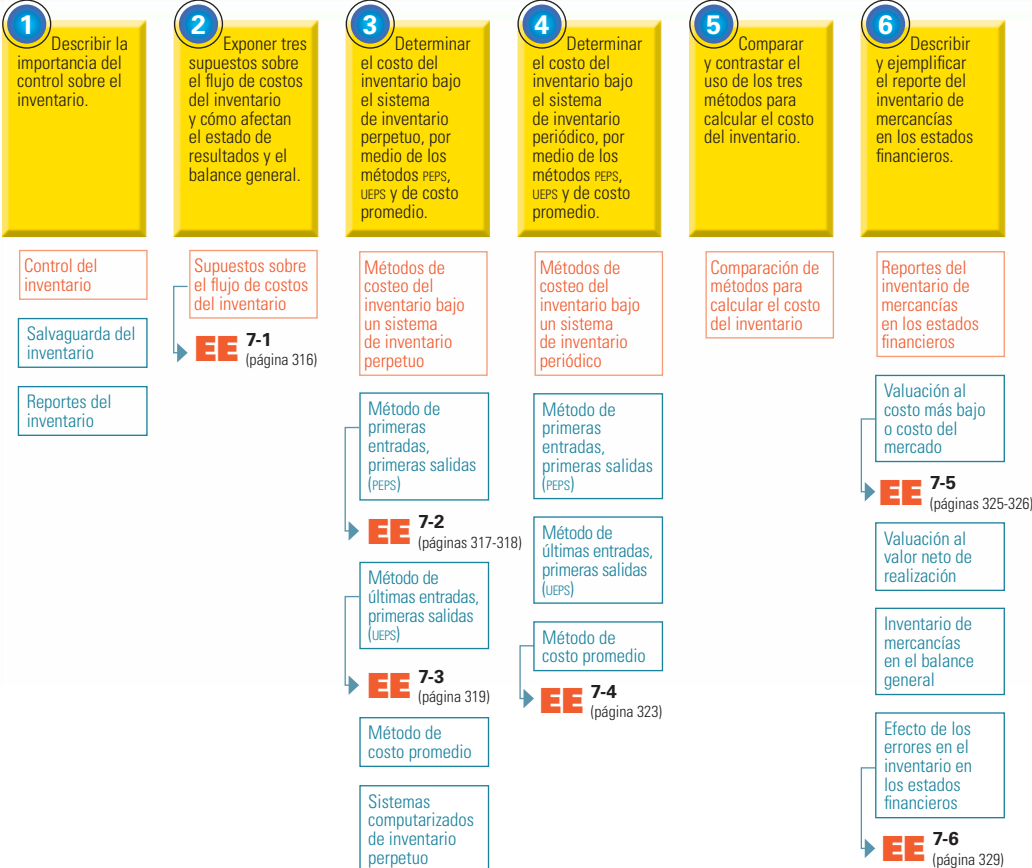 1
Describir la
importancia del
control sobre el
inventario.
Control del
inventario
Salvaguarda del
inventario
Reportes del
inventario
2
Exponer tres
supuestos sobre
el flujo de costos
del inventario
y cómo afectan
el estado de
resultados y el
balance general.
Supuestos sobre
el flujo de costos
del inventario
EE 7-1
(página 316)
3
Determinar
el costo del
inventario bajo
el sistema
de inventario
perpetuo, por
medio de los
métodos PEPS,
UEPS y de costo
promedio.
Métodos de
costeo del
inventario bajo
un sistema
de inventario
perpetuo
Método de
primeras
entradas,
primeras salidas
(PEPS)
EE 7-2
(páginas 317-318)
Método de
últimas entradas,
primeras salidas
(UEPS)
EE 7-3
(página 319)
Método de
costo promedio
Sistemas
computarizados
de inventario
perpetuo
4
Determinar
el costo del
inventario bajo
el sistema
de inventario
periódico, por
medio de los
métodos PEPS,
UEPS y de costo
promedio.
Métodos de
costeo del
inventario bajo
un sistema
de inventario
periódico
Método de
primeras
entradas,
primeras salidas
(PEPS)
Método de
últimas entradas,
primeras salidas
(UEPS)
Método de
costo promedio
EE 7-4
(página 323)
5
Comparar
y contrastar el
uso de los tres
métodos para
calcular el costo
del inventario.
Comparación de
métodos para
calcular el costo
del inventario
6
Describir
y ejemplificar
el reporte del
inventario de
mercancías
en los estados
financieros.
Reportes del
inventario de
mercancías
en los estados
financieros
Valuación al
costo más bajo
o costo del
mercado
EE 7-5
(páginas 325-326)
Valuación al
valor neto de
realización
Inventario de
mercancías
en el balance
general
Efecto de los
errores en el
inventario en
los estados
financieros
EE 7-6
(página 329)